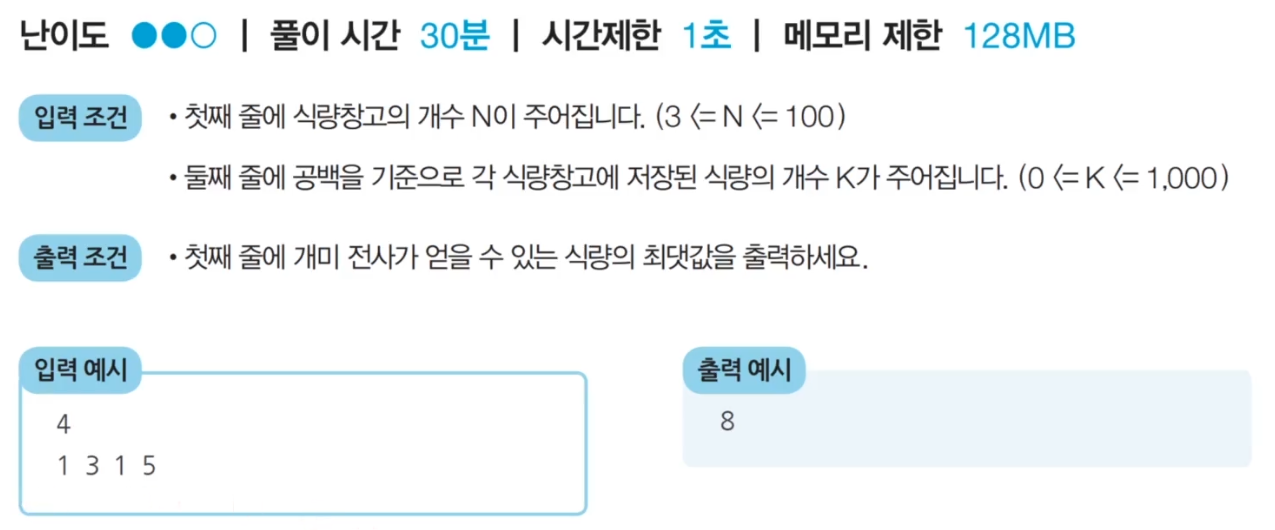 난이도 ●●○ | 풀이 시간 30분 | 시간제한 1초 | 메모리 제한 128MB
입력 조건 • 첫째 줄에 식량창고의 개수 N이 주어집니다. (3 <= N <= 100)
• 둘째 줄에 공백을 기준으로 각 식량창고에 저장된 식량의 개수 K가 주어집니다. (0 <= K <= 1,000)
출력 조건 • 첫째 줄에 개미 전사가 얻을 수 있는 식량의 최댓값을 출력하세요.
입력 예시
4
1 3 1 5
출력 예시
8